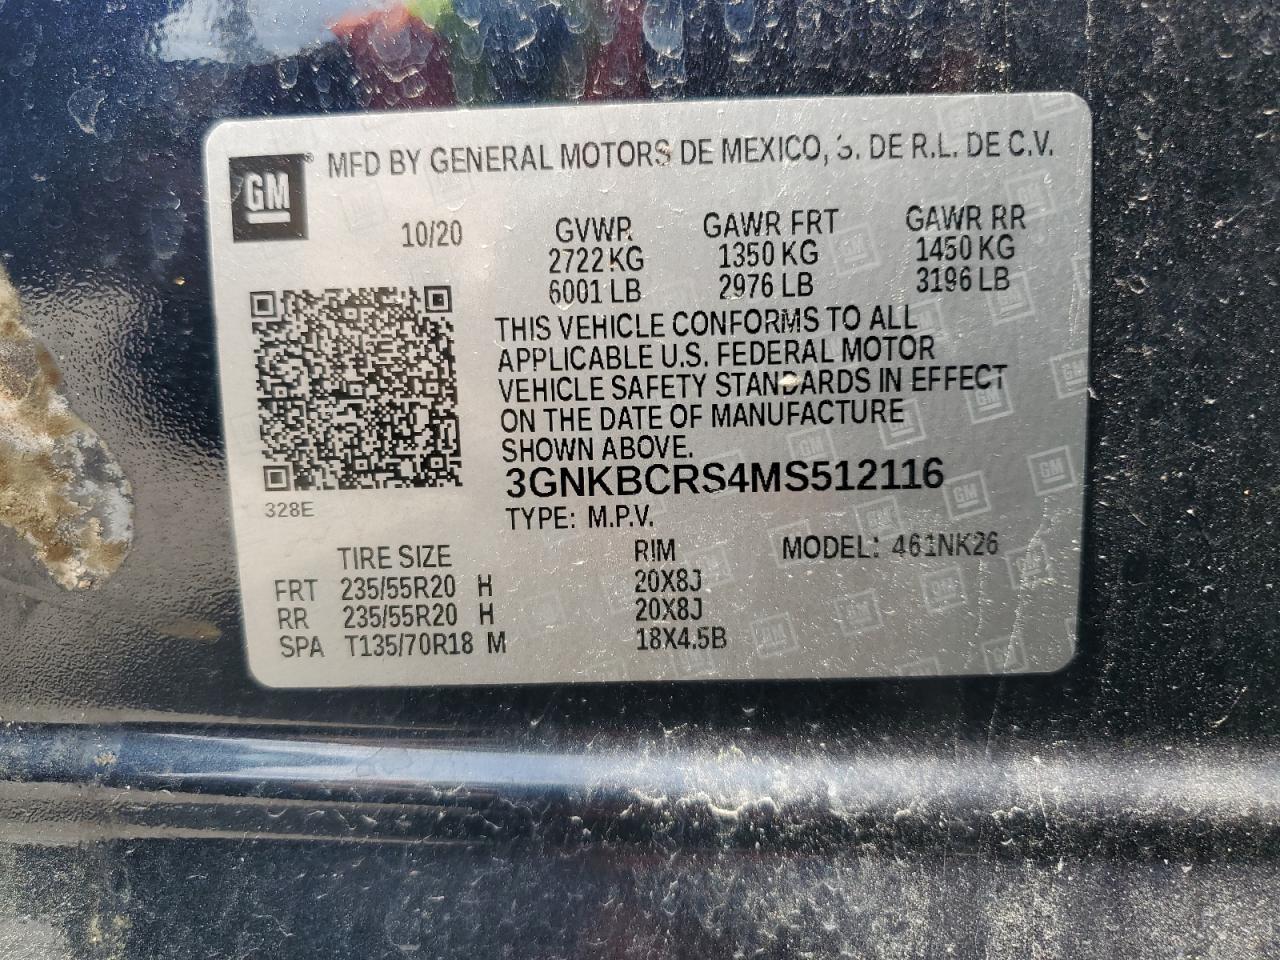 GM® MFD BY GENERAL MOTORS DE MEXICO, S. DE R.L. DE C.V.
10/20
GVWR GAWR FRT GAWR RR
2722 KG 1350 KG 1450 KG
6001 LB 2976 LB 3196 LB
THIS VEHICLE CONFORMS TO ALL
APPLICABLE U.S. FEDERAL MOTOR
VEHICLE SAFETY STANDARDS IN EFFECT
ON THE DATE OF MANUFACTURE
SHOWN ABOVE.
3GNKBCRS4MS512116
328E
TYPE: M.P.V.
TIRE SIZE RIM MODEL: 461NK26
FRT 235/55R20 H 20X8J
RR 235/55R20 H 20X8J
SPA T135/70R18 M 18X4.5B